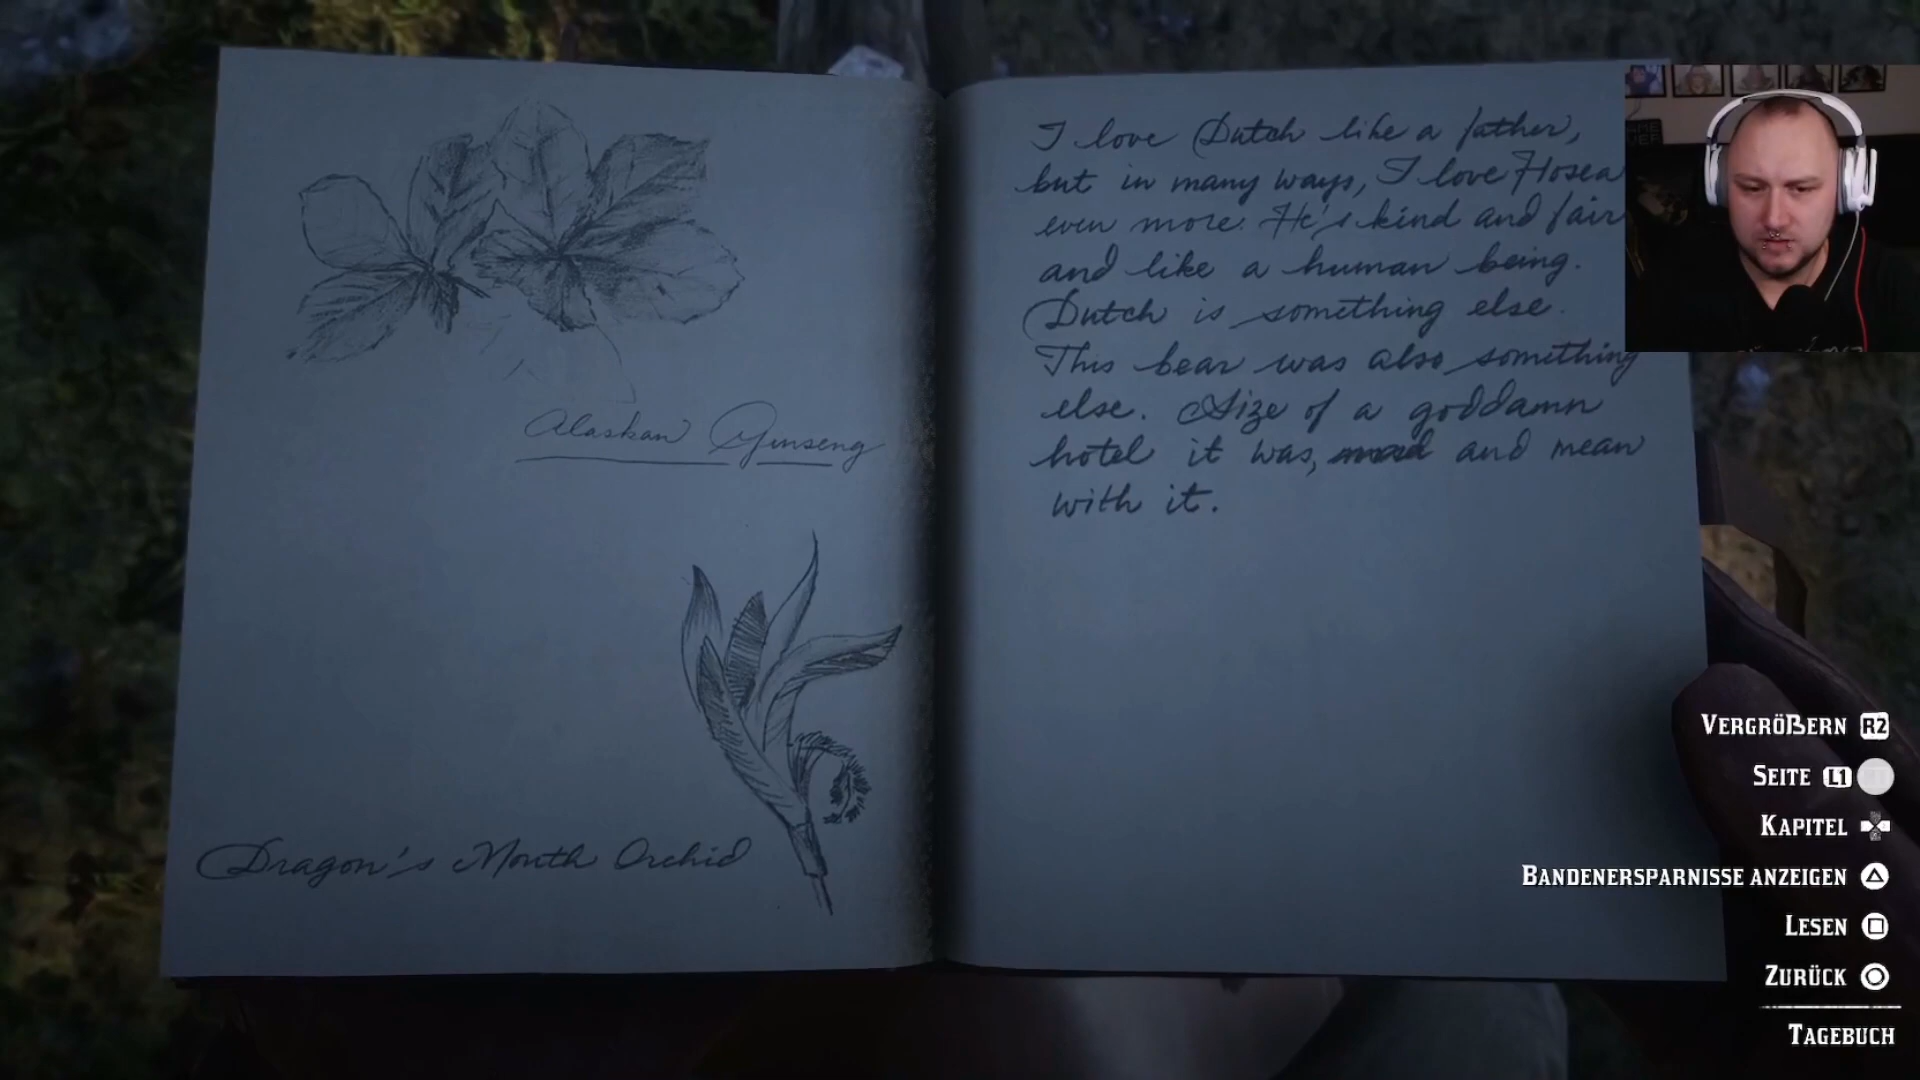 Alaskan Ginseng
Dragon's Mouth Orchid
I love Dutch like a father,
but in many ways, I love Hosea
even more. He's kind and fair
and like a human being.
Dutch is something else.
This bear was also something
else. Size of a goddamn
hotel it was, and mean
with it.
VERGRÖßERN R2
SEITE L1
KAPITEL
BANDENERSPARNISSE ANZEIGEN
LESEN
ZURÜCK
TAGEBUCH